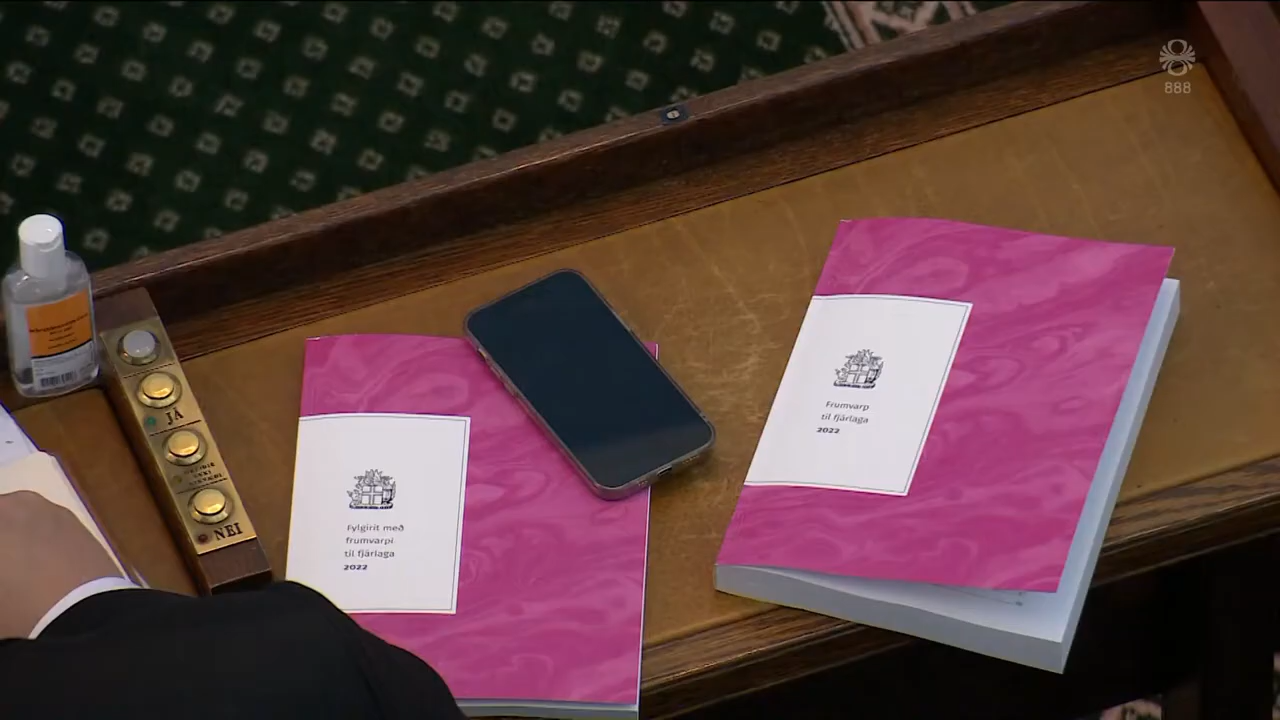 888
JÁ
NEI
Fylgirit með
frumvarpi
til fjárlaga
2022
Frumvarp
til fjárlaga
2022